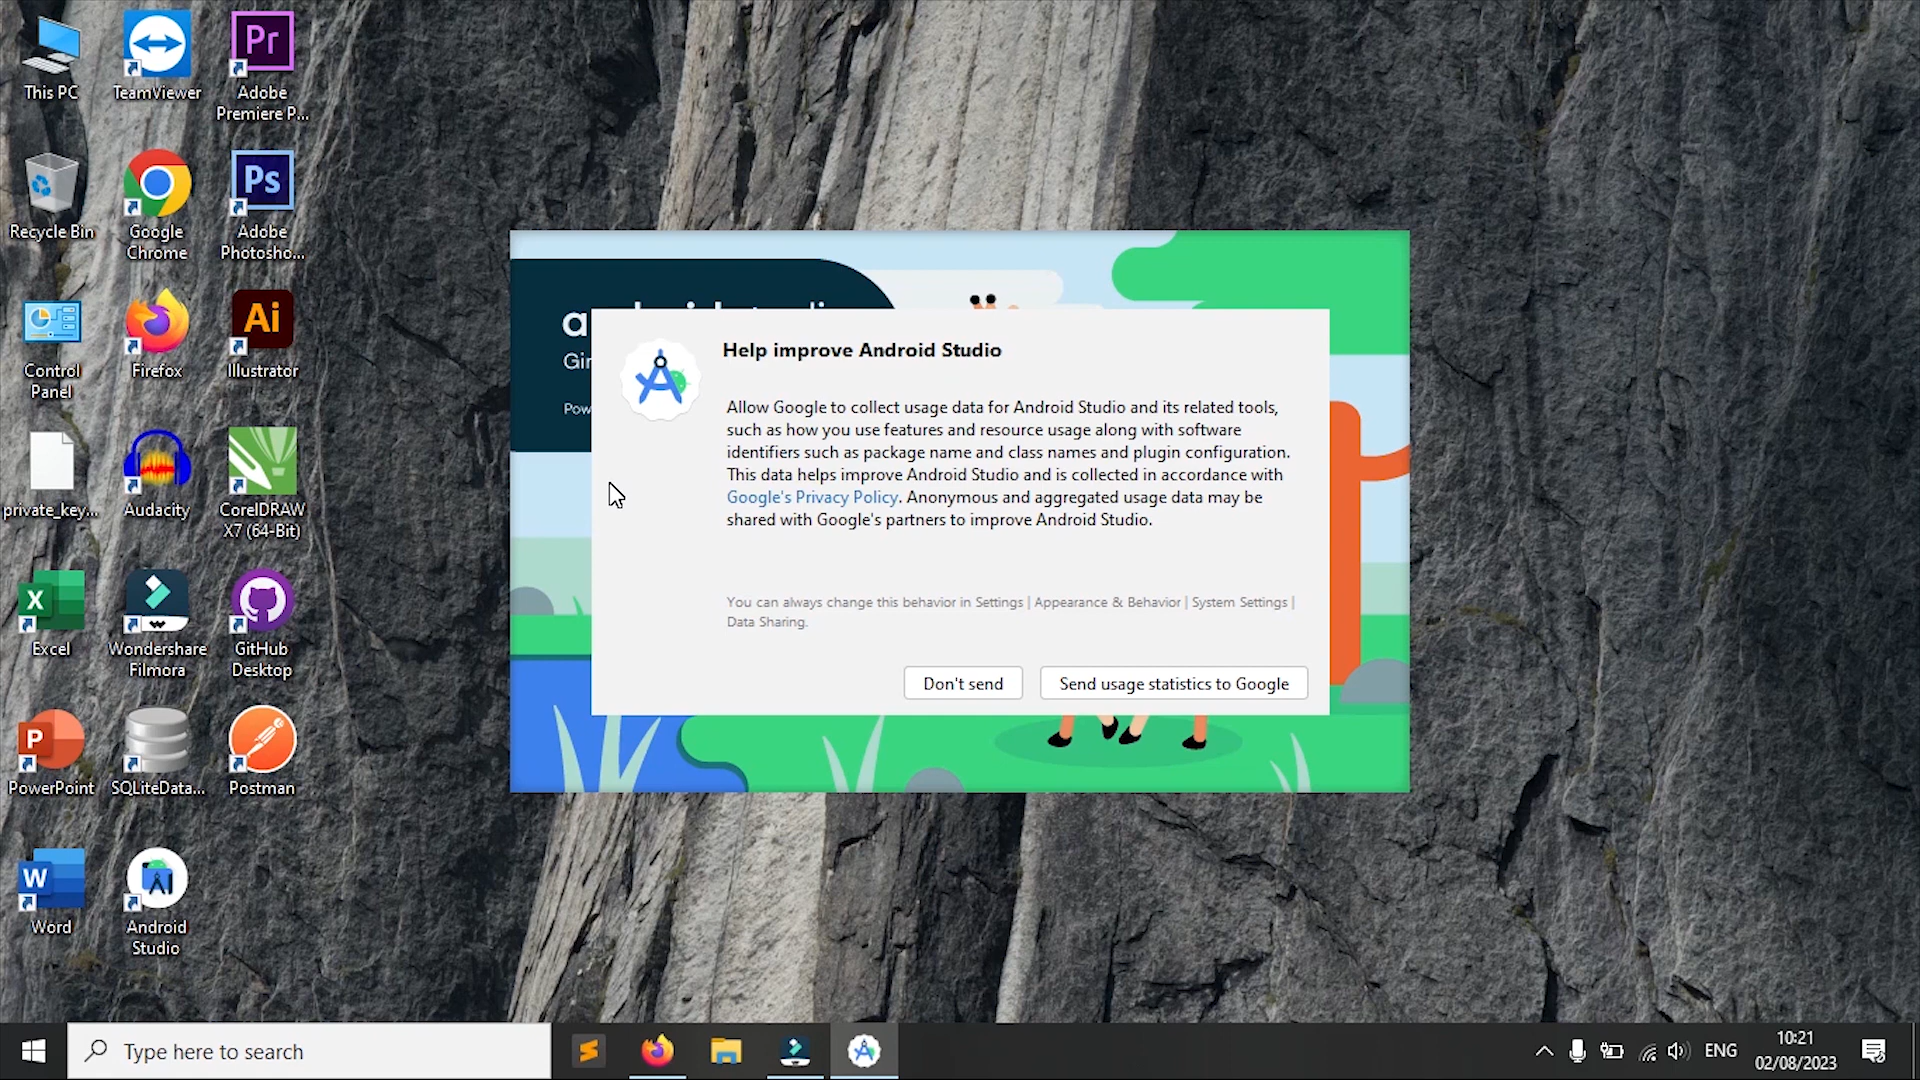 This PC
TeamViewer
Pr
Adobe
Premiere P...
Recycle Bin
Google
Chrome
Ps
Adobe
Photosho...
Control
Panel
Firefox
Ai
Illustrator
private_key...
Audacity
CorelDRAW
X7 (64-Bit)
X
Excel
Wondershare
Filmora
GitHub
Desktop
P
PowerPoint
SQLiteData...
Postman
W
Word
Android
Studio
a
Gir
Pow
Help improve Android Studio
Allow Google to collect usage data for Android Studio and its related tools,
such as how you use features and resource usage along with software
identifiers such as package name and class names and plugin configuration.
This data helps improve Android Studio and is collected in accordance with
Google's Privacy Policy. Anonymous and aggregated usage data may be
shared with Google's partners to improve Android Studio.
You can always change this behavior in Settings | Appearance & Behavior | System Settings |
Data Sharing.
Don't send
Send usage statistics to Google
Type here to search
ENG
10:21
02/08/2023